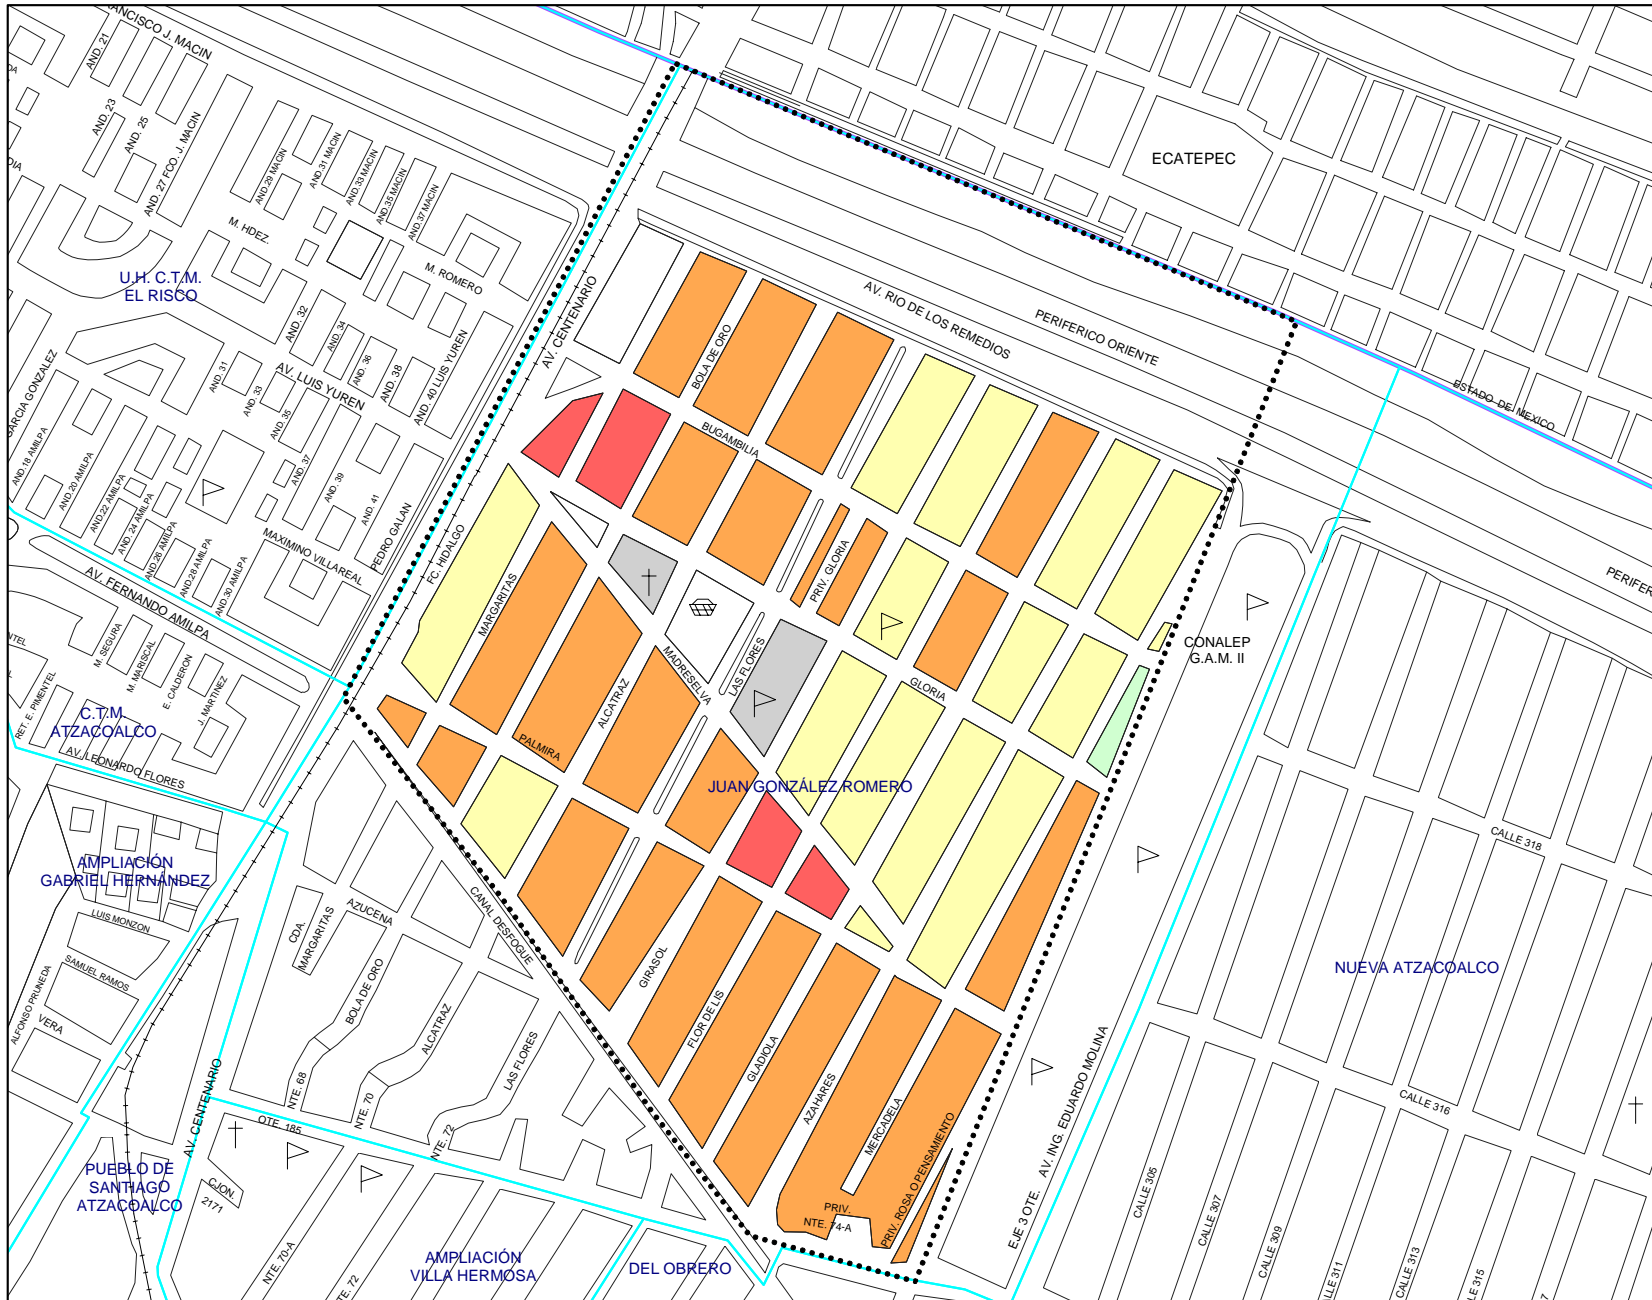 FRANCISCO J. MACIN
AND. 21
AND. 23
AND. 25
AND. 27 FCO. J. MACIN
AND.29 MACIN
AND.31 MACIN
AND.33 MACIN
AND.35 MACIN
AND.37 MACIN
M. HDEZ.
M. ROMERO
U.H. C.T.M.
EL RISCO
AND. 32
AND. 34
AND. 36
AND. 38
AND. 40 LUIS YUREN
AV. LUIS YUREN
AND. 31
AND. 33
AND. 35
AND. 37
AND. 39
AND. 41
GARCIA GONZALEZ
AND.18 AMILPA
AND.20 AMILPA
AND.22 AMILPA
AND.24 AMILPA
AND.26 AMILPA
AND.28 AMILPA
AND.30 AMILPA
MAXIMINO VILLAREAL
PEDRO GALAN
AV. FERNANDO AMILPA
M. SEGURA
M. MARISCAL
E. CALDERON
J. MARTINEZ
RET. E. PIMENTEL
C.T.M.
ATZACOALCO
AV. LEONARDO FLORES
AMPLIACIÓN
GABRIEL HERNÁNDEZ
LUIS MONZON
SAMUEL RAMOS
ALFONSO PRUNEDA
VERA
PUEBLO DE
SANTIAGO
ATZACOALCO
AV. CENTENARIO
CJON.
2171
OTE. 185
NTE. 68
NTE. 70
NTE. 72
NTE. 70-A
TE. 72
CDA.
MARGARITAS
AZUCENA
BOLA DE ORO
ALCATRAZ
LAS FLORES
AMPLIACIÓN
VILLA HERMOSA
DEL OBRERO
CANAL DESFOGUE
AV. CENTENARIO
FC. HIDALGO
BOLA DE ORO
BUGAMBILIA
MARGARITAS
ALCATRAZ
PALMIRA
MADRESELVA
LAS FLORES
PRIV. GLORIA
GLORIA
JUAN GONZÁLEZ ROMERO
GIRASOL
FLOR DE LIS
GLADIOLA
AZAHARES
MERCADELA
PRIV. ROSA O PENSAMIENTO
PRIV.
NTE. 74-A
AV. RIO DE LOS REMEDIOS
PERIFERICO ORIENTE
ESTADO DE MEXICO
ECATEPEC
PERIFER
CONALEP
G.A.M. II
EJE 3 OTE. AV. ING. EDUARDO MOLINA
NUEVA ATZACOALCO
CALLE 318
CALLE 316
CALLE 305
CALLE 307
CALLE 309
LLE 311
CALLE 313
LE 315